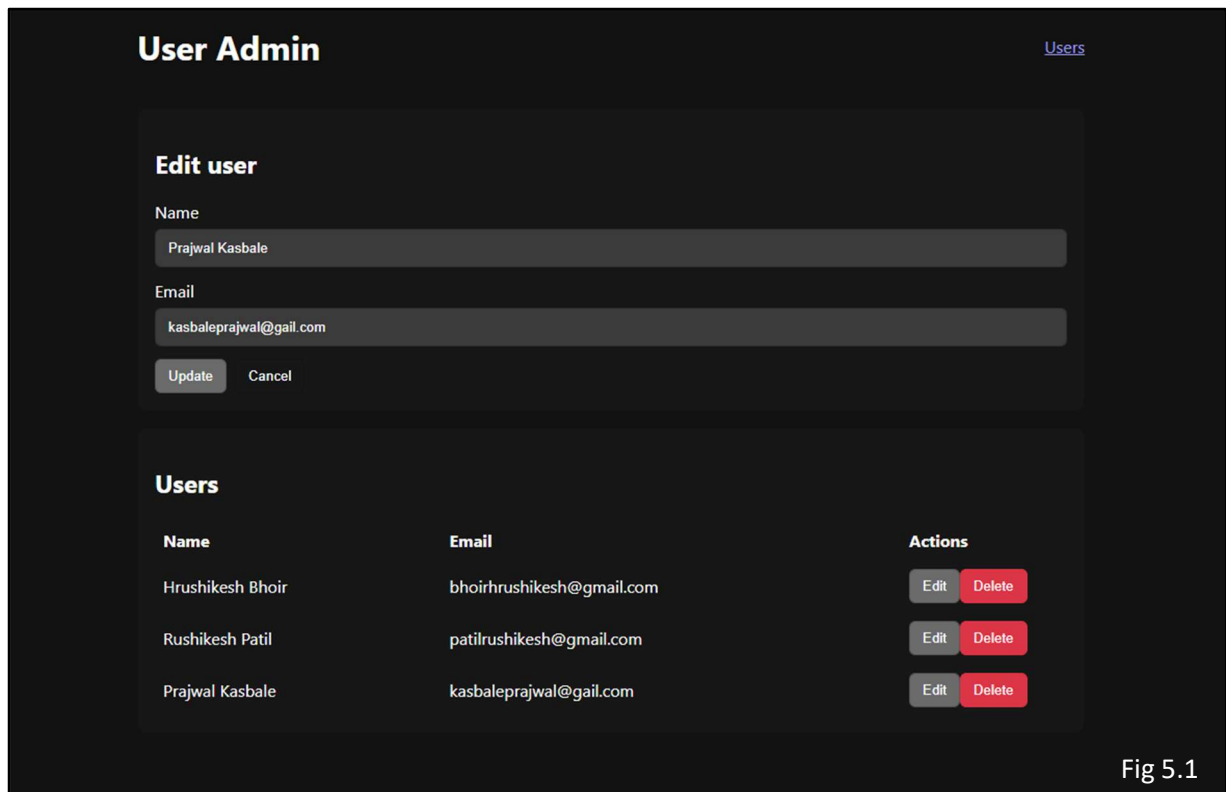 User Admin Users
Edit user
Name
Prajwal Kasbale
Email
kasbaleprajwal@gail.com
Update Cancel
Users
Name Email Actions
Hrushikesh Bhoir bhoirhrushikesh@gmail.com Edit Delete
Rushikesh Patil patilrushikesh@gmail.com Edit Delete
Prajwal Kasbale kasbaleprajwal@gail.com Edit Delete
Fig 5.1